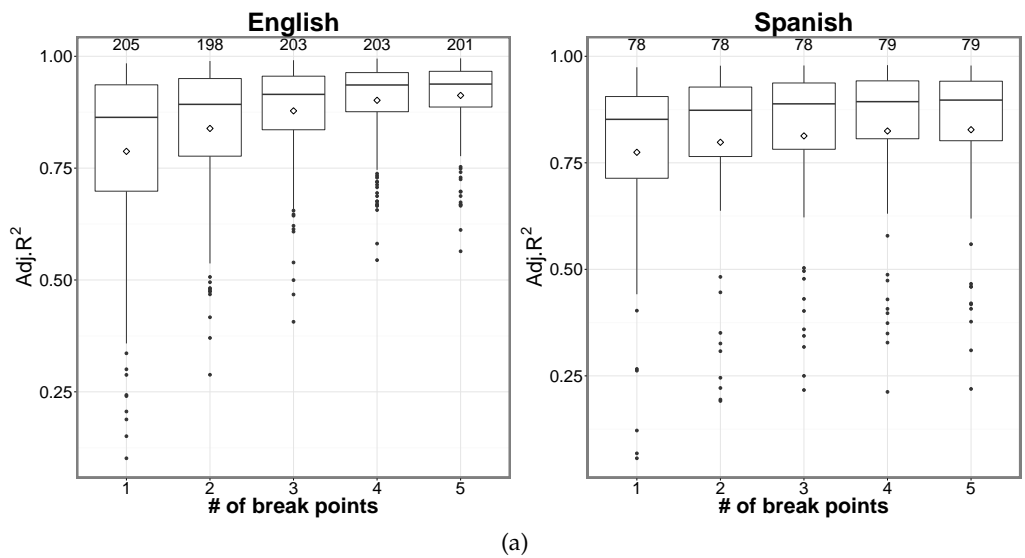 English
205 198 203 203 201
1.00
0.75
0.50
0.25
Adj.R²
1 2 3 4 5
# of break points
Spanish
78 78 78 79 79
1.00
0.75
0.50
0.25
Adj.R²
1 2 3 4 5
# of break points
(a)